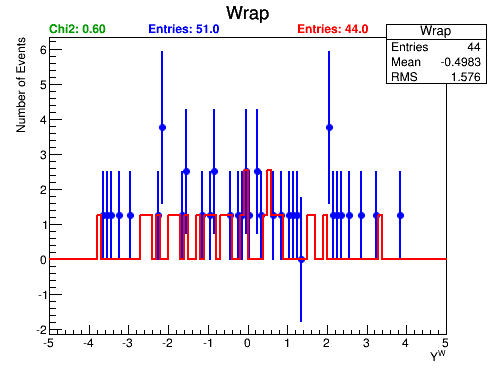 Wrap
Chi2: 0.60 Entries: 51.0 Entries: 44.0
Wrap
Entries 44
Mean -0.4983
RMS 1.576
Number of Events
6
5
4
3
2
1
0
-1
-2
-5 -4 -3 -2 -1 0 1 2 3 4 5
Y^W